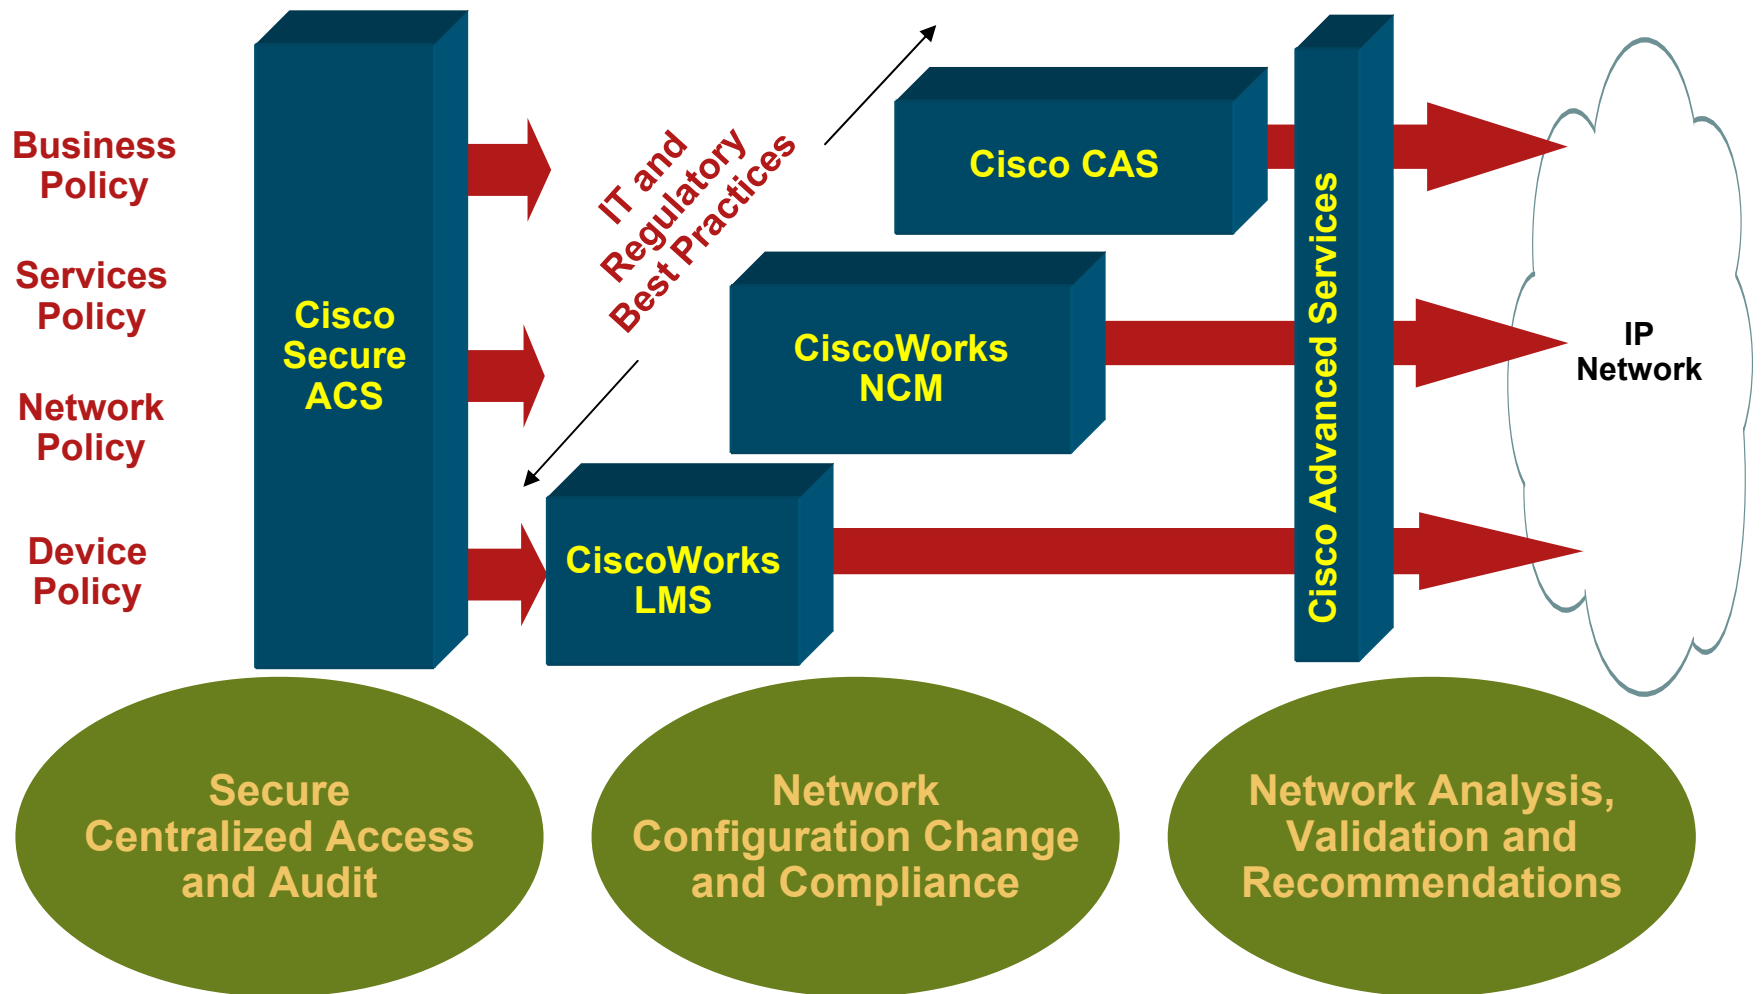 Business
Policy
Services
Policy
Network
Policy
Device
Policy
Cisco
Secure
ACS
IT and
Regulatory
Best Practices
Cisco CAS
CiscoWorks
NCM
CiscoWorks
LMS
Cisco Advanced Services
IP
Network
Secure
Centralized Access
and Audit
Network
Configuration Change
and Compliance
Network Analysis,
Validation and
Recommendations